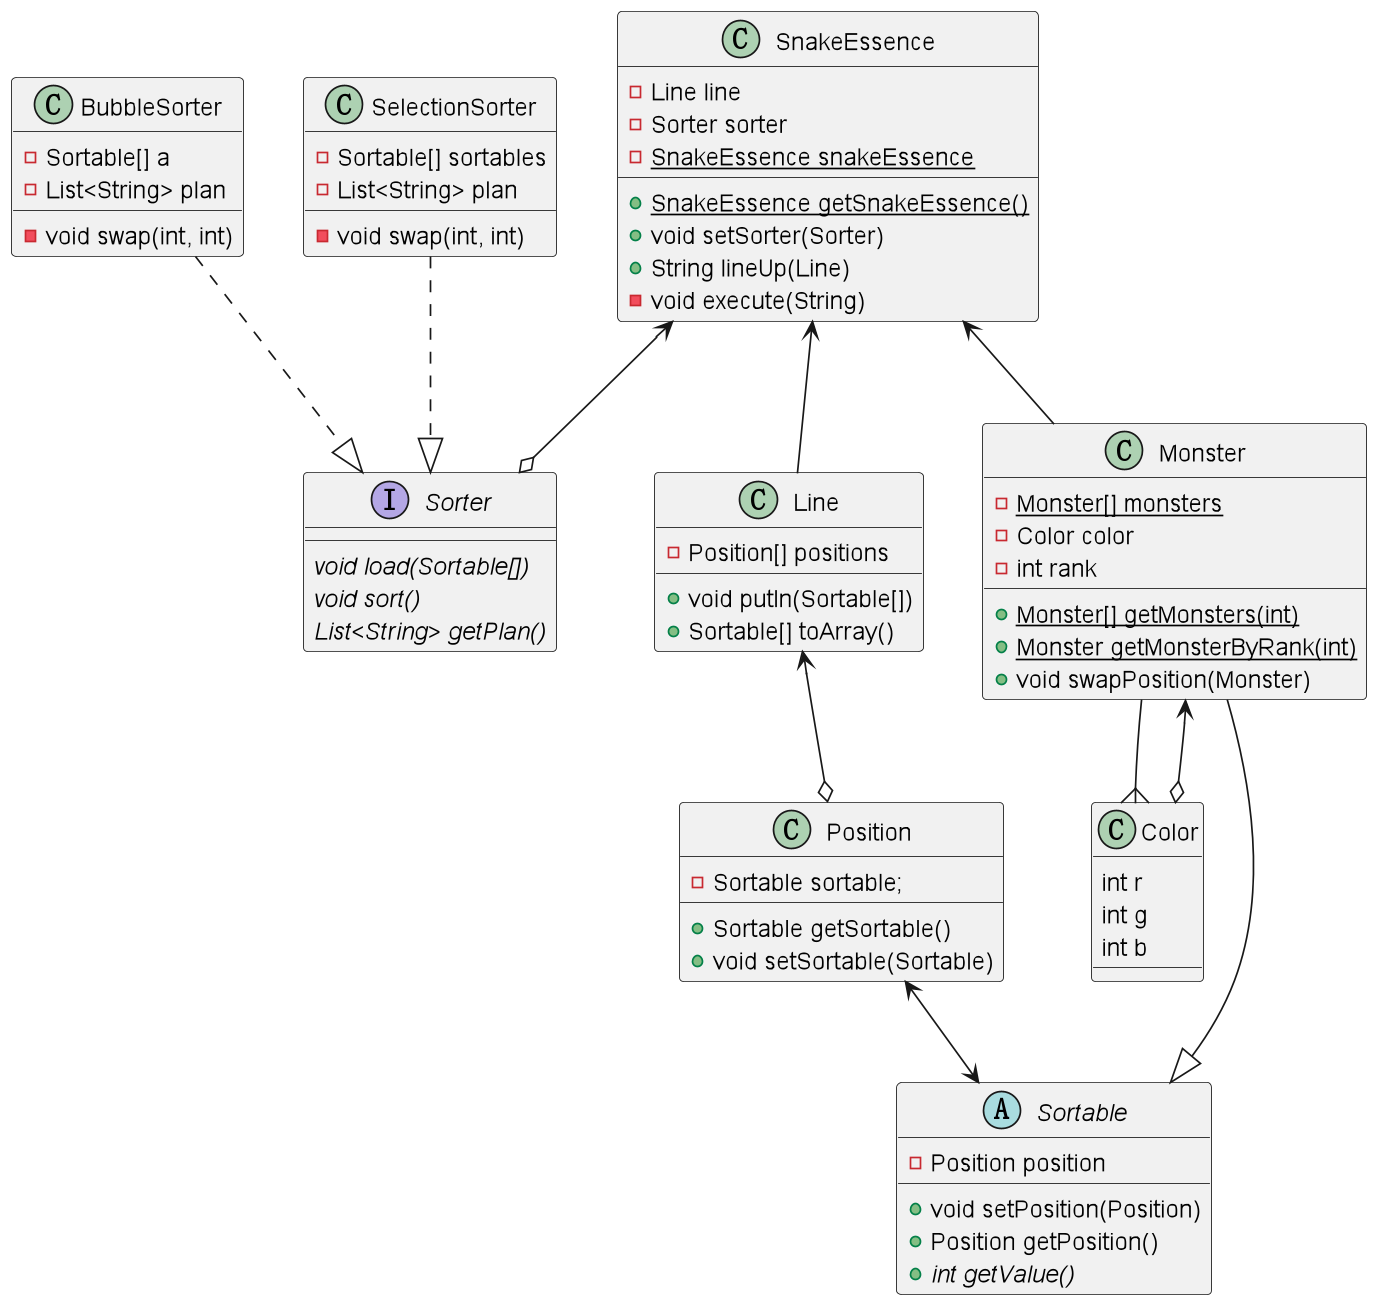 C SnakeEssence
Line line
Sorter sorter
SnakeEssence snakeEssence
SnakeEssence getSnakeEssence()
void setSorter(Sorter)
String lineUp(Line)
void execute(String)
C BubbleSorter
Sortable[] a
List<String> plan
void swap(int, int)
C SelectionSorter
Sortable[] sortables
List<String> plan
void swap(int, int)
I Sorter
void load(Sortable[])
void sort()
List<String> getPlan()
C Line
Position[] positions
void putIn(Sortable[])
Sortable[] toArray()
C Monster
Monster[] monsters
Color color
int rank
Monster[] getMonsters(int)
Monster getMonsterByRank(int)
void swapPosition(Monster)
C Position
Sortable sortable;
Sortable getSortable()
void setSortable(Sortable)
C Color
int r
int g
int b
A Sortable
Position position
void setPosition(Position)
Position getPosition()
int getValue()